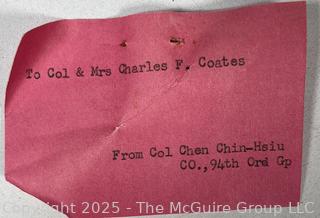 To Col & Mrs Charles F. Coates
From Col Chen Chin-Hsiu
CO.,94th Ord Gp
Copyright 2025 - The McGuire Group LLC